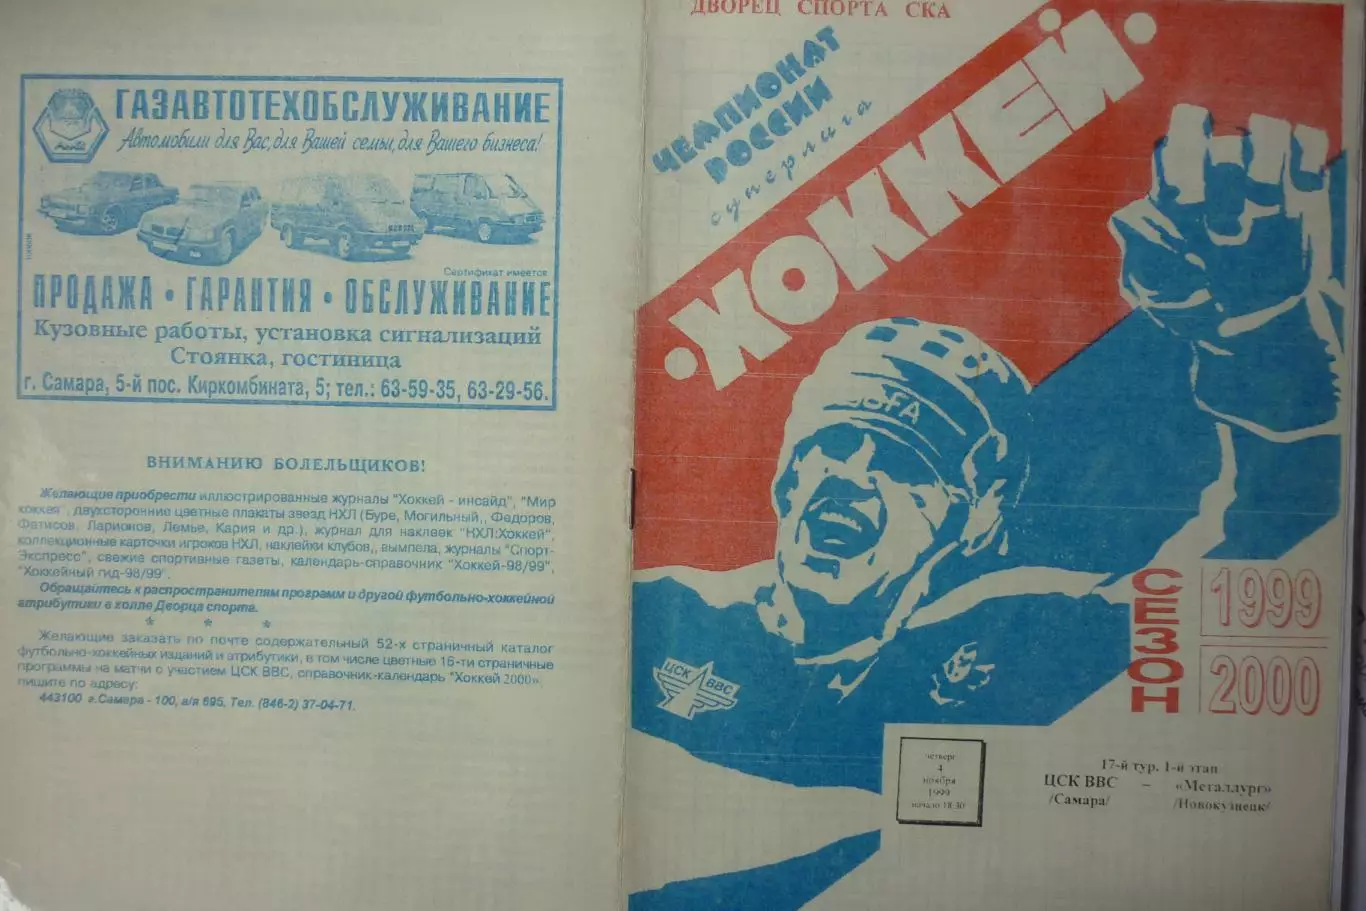 ГАЗАВТОТЕХОБСЛУЖИВАНИЕ
Автомобили для Вас, для Вашей семьи, для Вашего бизнеса!
Сертификат имеется
ПРОДАЖА • ГАРАНТИЯ • ОБСЛУЖИВАНИЕ
Кузовные работы, установка сигнализаций
Стоянка, гостиница
г. Самара, 5-й пос. Киркомбината, 5; тел.: 63-59-35, 63-29-56.
ВНИМАНИЮ БОЛЕЛЬЩИКОВ!
Желающие приобрести иллюстрированные журналы "Хоккей - инсайд", "Мир
хоккея", двухсторонние цветные плакаты звезд НХЛ (Буре, Могильный,, Федоров,
Фетисов, Ларионов, Лемье, Кария и др.), журнал для наклеек "НХЛ:Хоккей",
коллекционные карточки игроков НХЛ, наклейки клубов,, вымпела, журналы "Спорт-
Экспресс", свежие спортивные газеты, календарь-справочник "Хоккей-98/99",
"Хоккейный гид-98/99".
Обращайтесь к распространителям программ и другой футбольно-хоккейной
атрибутики в холле Дворца спорта.
* * *
Желающие заказать по почте содержательный 52-х страничный каталог
футбольно-хоккейных изданий и атрибутики, в том числе цветные 16-ти страничные
программы на матчи с участием ЦСК ВВС, справочник-календарь "Хоккей 2000",
пишите по адресу:
443100 г.Самара - 100, а/я 695, Тел. (846-2) 37-04-71.
ДВОРЕЦ СПОРТА СКА
ЧЕМПИОНАТ
РОССИИ
суперлига
•ХОККЕЙ•
JOFA
ЦСК ВВС
СЕЗОН
1999
2000
четверг
4
ноября
1999
начало 18:30
17-й тур. 1-й этап
ЦСК ВВС – «Металлург»
/Самара/ /Новокузнецк/